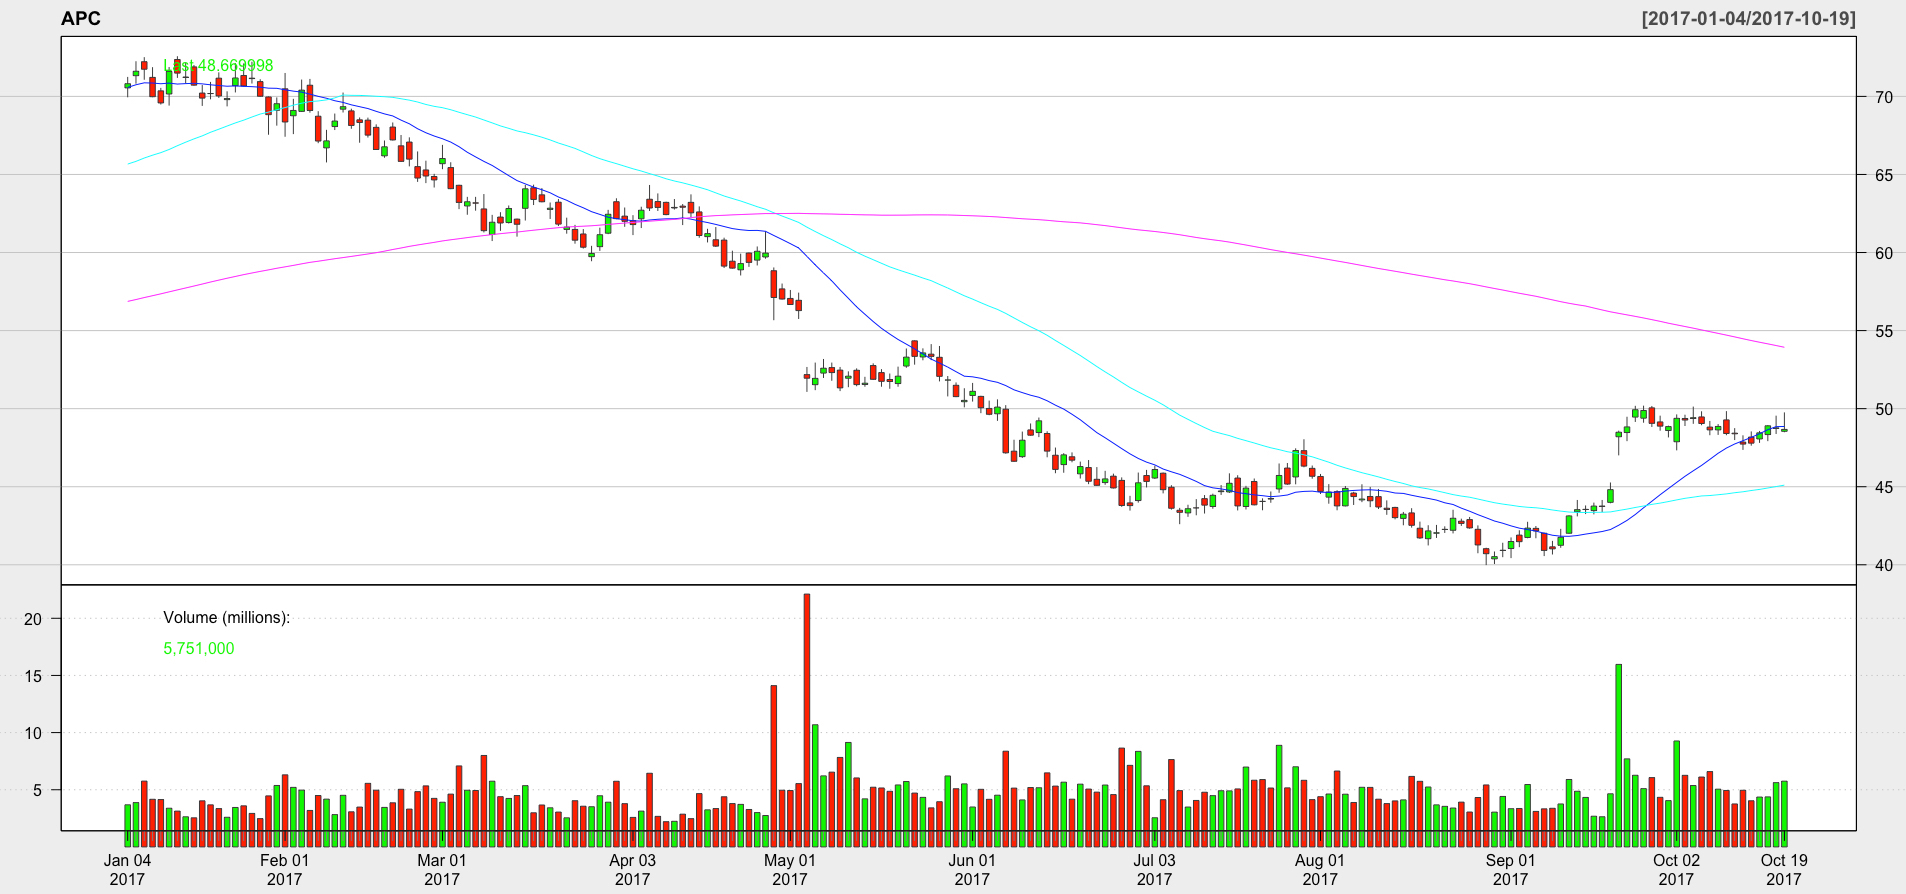 APC
[2017-01-04/2017-10-19]
Last 48.669998
70
65
60
55
50
45
40
Volume (millions):
5,751,000
20
15
10
5
Jan 04 2017
Feb 01 2017
Mar 01 2017
Apr 03 2017
May 01 2017
Jun 01 2017
Jul 03 2017
Aug 01 2017
Sep 01 2017
Oct 02 2017
Oct 19 2017